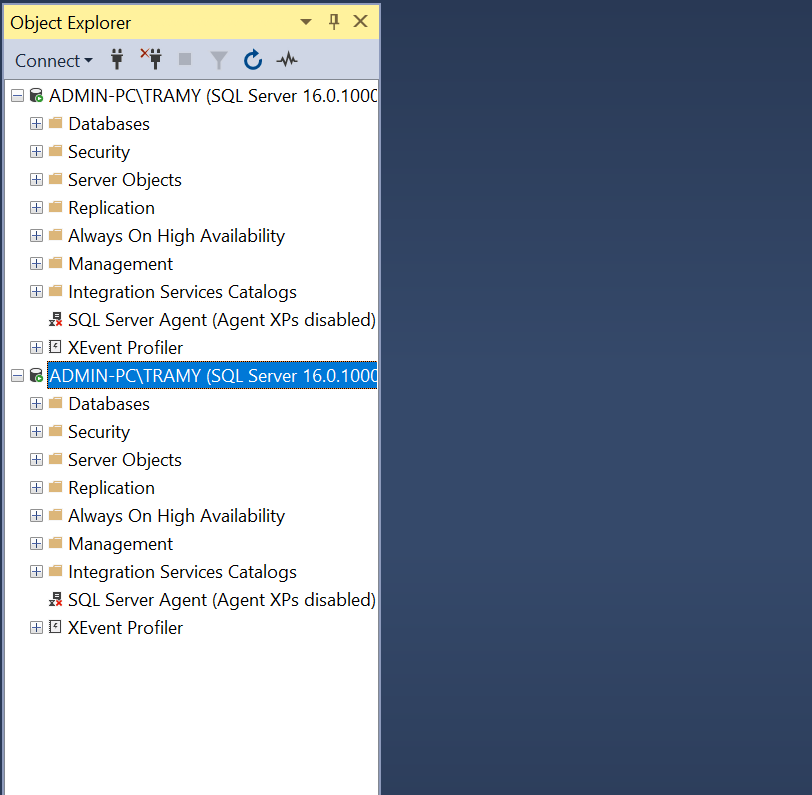 Object Explorer
Connect
ADMIN-PC\TRAMY (SQL Server 16.0.1000
Databases
Security
Server Objects
Replication
Always On High Availability
Management
Integration Services Catalogs
SQL Server Agent (Agent XPs disabled)
XEvent Profiler
ADMIN-PC\TRAMY (SQL Server 16.0.1000
Databases
Security
Server Objects
Replication
Always On High Availability
Management
Integration Services Catalogs
SQL Server Agent (Agent XPs disabled)
XEvent Profiler